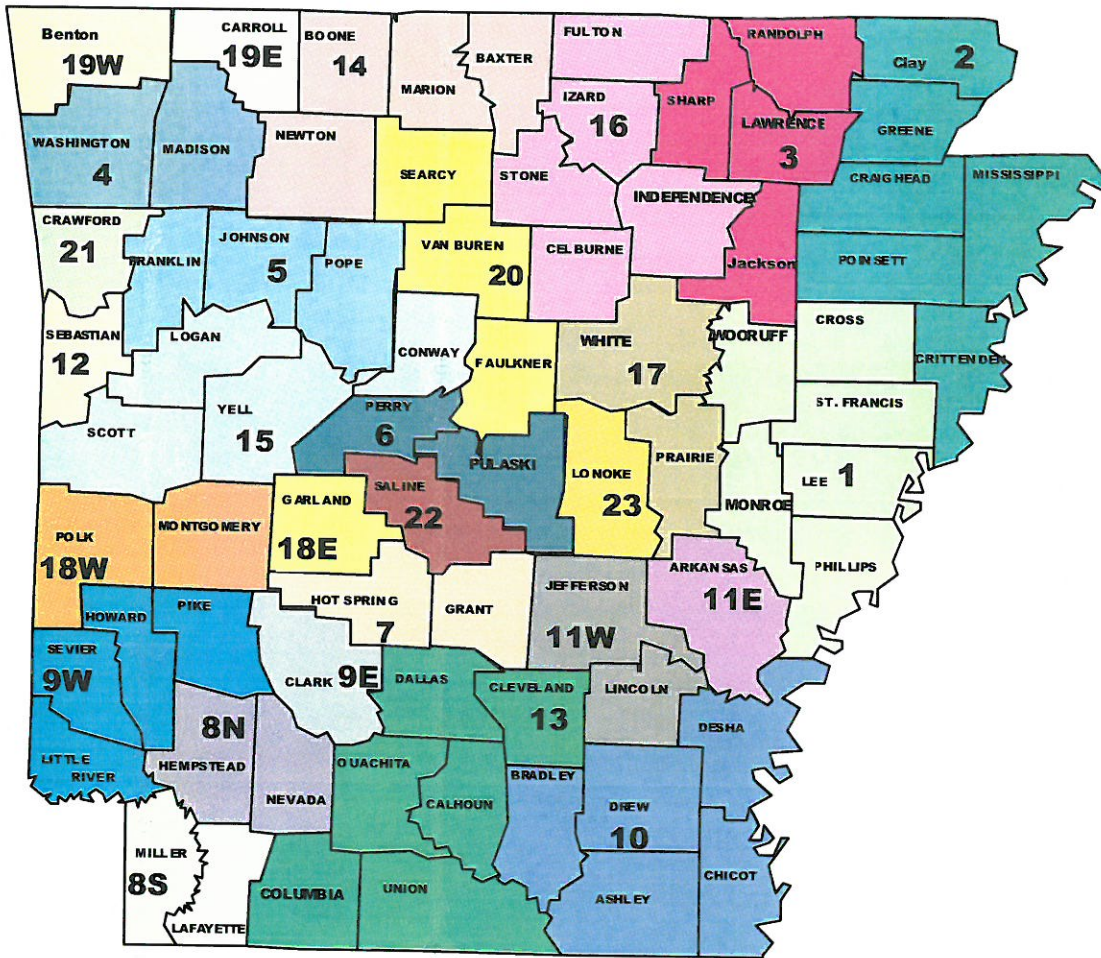 Benton
19W
CARROLL
19E
BOONE
14
MARION
BAXTER
FULTON
SHARP
RANDOLPH
Clay 2
WASHINGTON
4
MADISON
NEWTON
SEARCY
IZARD
16
STONE
LAWRENCE
3
GREENE
CRAIGHEAD
MISSISSIPPI
CRAWFORD
21
FRANKLIN
JOHNSON
5
POPE
VAN BUREN
20
CELBURNE
INDEPENDENCE
Jackson
POINSETT
SEBASTIAN
12
LOGAN
CONWAY
FAULKNER
WHITE
17
WOORUFF
CROSS
CRITTENDEN
SCOTT
YELL
15
PERRY
6
PULASKI
LONOKE
23
PRAIRIE
MONROE
ST. FRANCIS
LEE 1
PHILLIPS
POLK
18W
MONTGOMERY
GARLAND
18E
SALINE
22
HOT SPRING
7
GRANT
JEFFERSON
11W
ARKANSAS
11E
HOWARD
PIKE
SEVIER
9W
CLARK 9E
DALLAS
CLEVELAND
13
LINCOLN
DESHA
LITTLE
RIVER
8N
HEMPSTEAD
NEVADA
OUACHITA
CALHOUN
BRADLEY
DREW
10
MILLER
8S
LAFAYETTE
COLUMBIA
UNION
ASHLEY
CHICOT